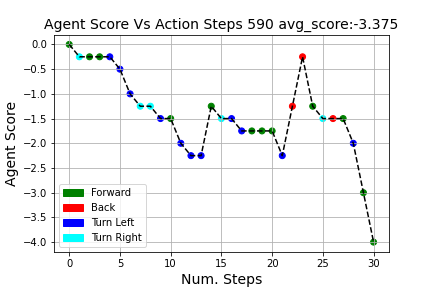 Agent Score Vs Action Steps 590 avg_score:-3.375
Agent Score
0.0
−0.5
−1.0
−1.5
−2.0
−2.5
−3.0
−3.5
−4.0
Forward
Back
Turn Left
Turn Right
0 5 10 15 20 25 30
Num. Steps